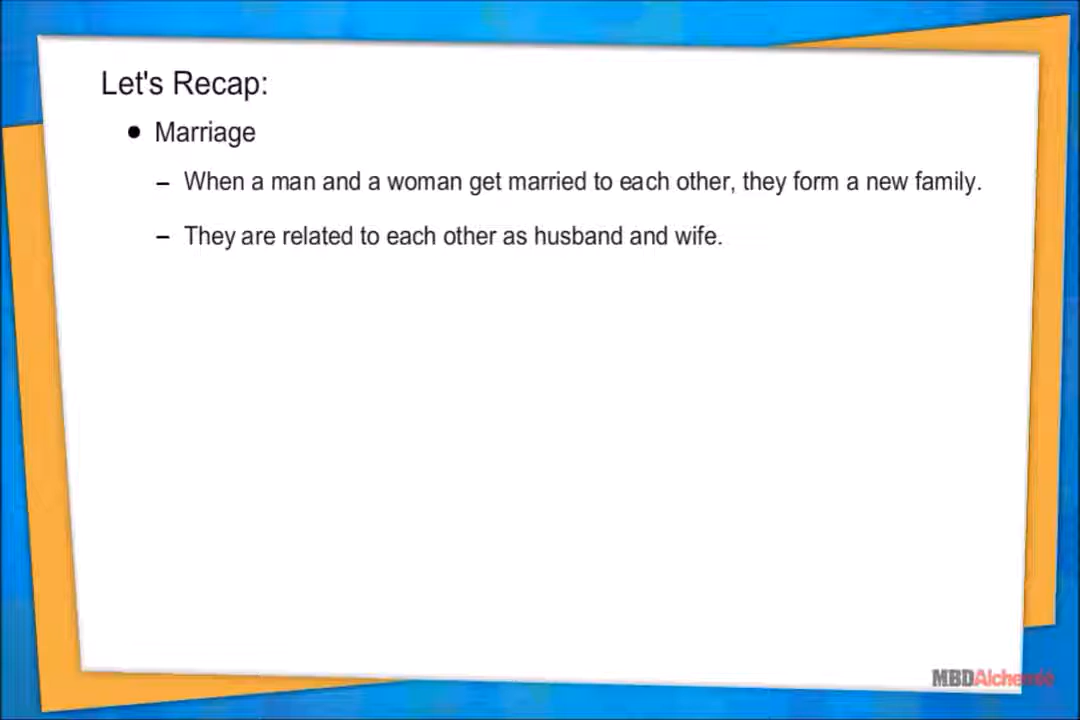 Let's Recap:
● Marriage
– When a man and a woman get married to each other, they form a new family.
– They are related to each other as husband and wife.
MBDAlchemie